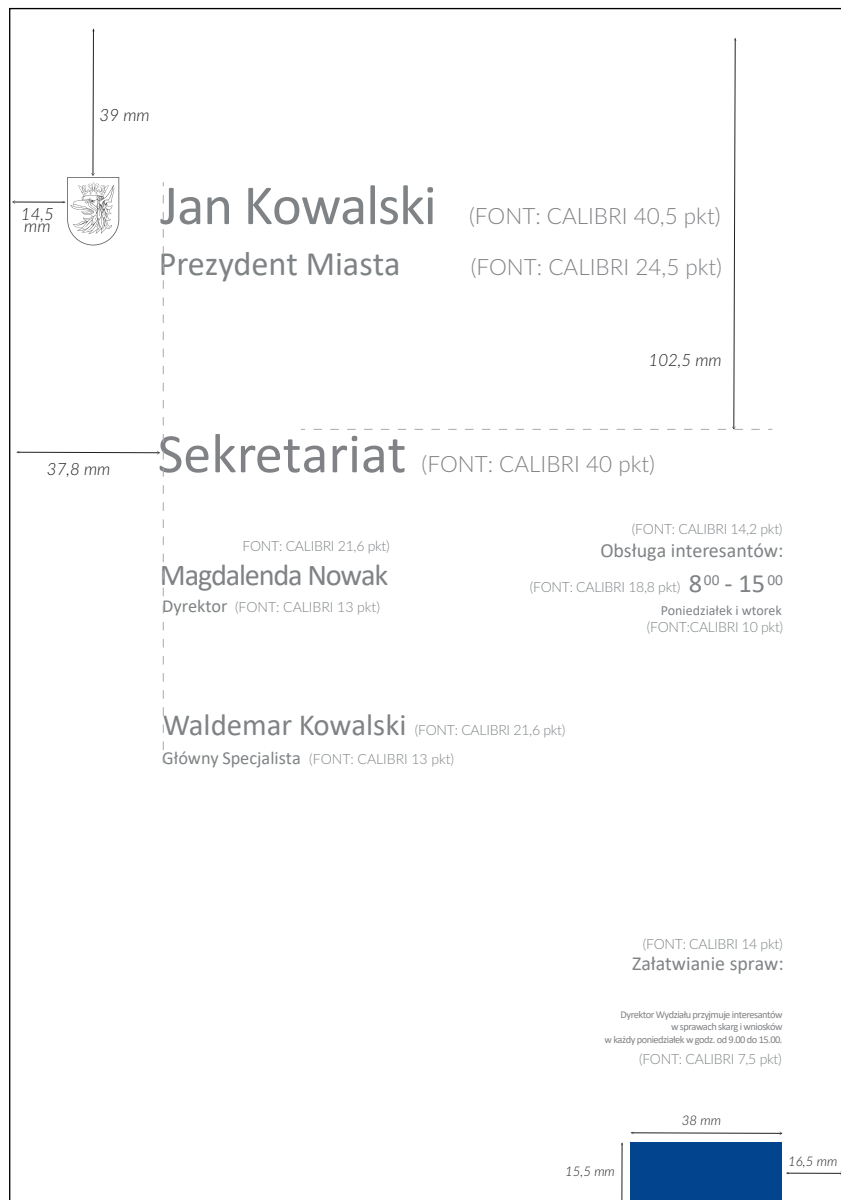 39 mm
14,5
mm
Jan Kowalski (FONT: CALIBRI 40,5 pkt)
Prezydent Miasta (FONT: CALIBRI 24,5 pkt)
102,5 mm
Sekretariat (FONT: CALIBRI 40 pkt)
37,8 mm
FONT: CALIBRI 21,6 pkt)
Magdalenda Nowak
Dyrektor (FONT: CALIBRI 13 pkt)
(FONT: CALIBRI 14,2 pkt)
Obsługa interesantów:
(FONT: CALIBRI 18,8 pkt) 8⁰⁰ - 15⁰⁰
Poniedziałek i wtorek
(FONT:CALIBRI 10 pkt)
Waldemar Kowalski (FONT: CALIBRI 21,6 pkt)
Główny Specjalista (FONT: CALIBRI 13 pkt)
(FONT: CALIBRI 14 pkt)
Załatwianie spraw:
Dyrektor Wydziału przyjmuje interesantów
w sprawach skarg i wniosków
w każdy poniedziałek w godz. od 9.00 do 15.00.
(FONT: CALIBRI 7,5 pkt)
38 mm
15,5 mm
16,5 mm